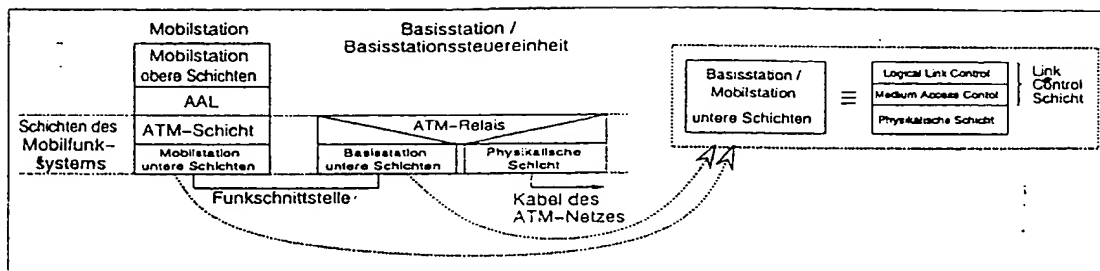 Mobilstation
Mobilstation
obere Schichten
AAL
ATM-Schicht
Mobilstation
untere Schichten
Schichten des
Mobilfunk-
systems
Basisstation /
Basisstationssteuereinheit
ATM-Relais
Basisstation
untere Schichten
Physikalische
Schicht
Funkschnittstelle
Kabel des
ATM-Netzes
Basisstation /
Mobilstation
untere Schichten
≡
Logical Link Control
Medium Access Contol
Physikalische Schicht
Link
Control
Schicht